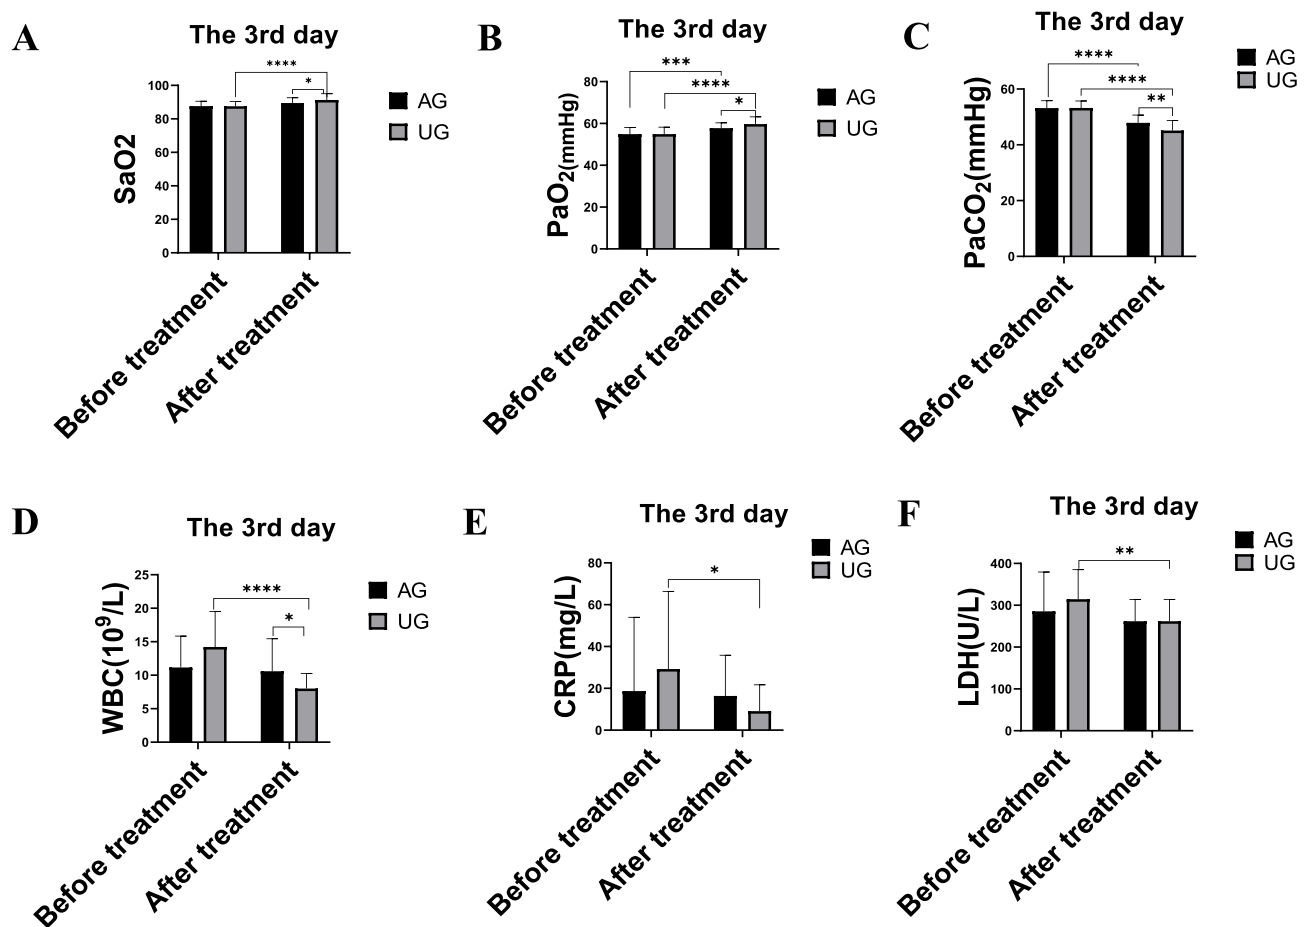 A
The 3rd day
****
*
SaO2
100
80
60
40
20
0
Before treatment
After treatment
AG
UG
B
The 3rd day
***
****
*
PaO2(mmHg)
80
60
40
20
0
Before treatment
After treatment
AG
UG
C
The 3rd day
****
****
**
PaCO2(mmHg)
60
40
20
0
Before treatment
After treatment
AG
UG
D
The 3rd day
****
*
WBC(10^9/L)
25
20
15
10
5
0
Before treatment
After treatment
AG
UG
E
The 3rd day
*
CRP(mg/L)
80
60
40
20
0
Before treatment
After treatment
AG
UG
F
The 3rd day
**
LDH(U/L)
400
300
200
100
0
Before treatment
After treatment
AG
UG